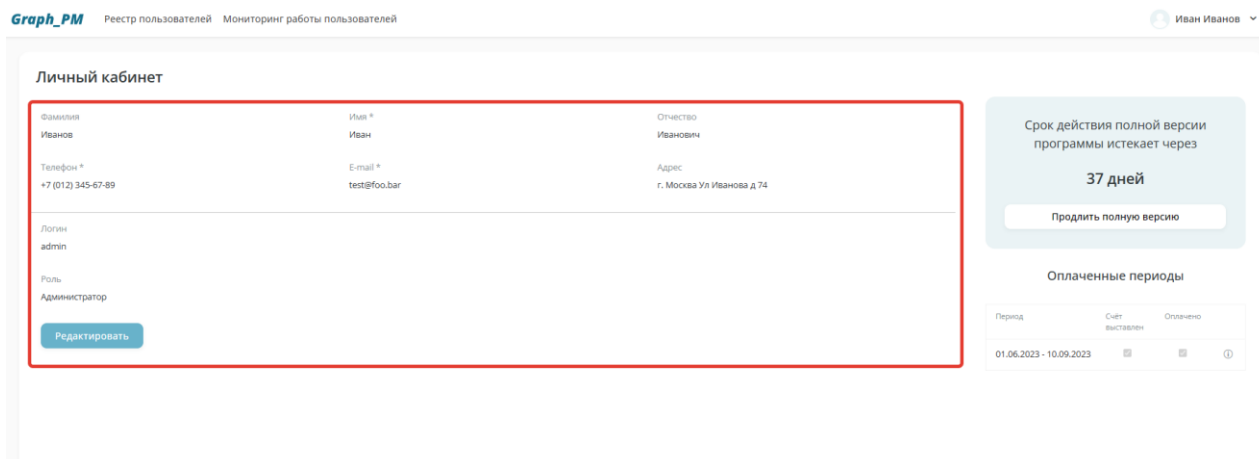 Graph_PM Реестр пользователей Мониторинг работы пользователей Иван Иванов
Личный кабинет
Фамилия Имя * Отчество
Иванов Иван Иванович
Телефон * E-mail * Адрес
+7 (012) 345-67-89 test@foo.bar г. Москва Ул Иванова д 74
Логин
admin
Роль
Администратор
Редактировать
Срок действия полной версии
программы истекает через
37 дней
Продлить полную версию
Оплаченные периоды
Период Счёт Оплачено
выставлен
01.06.2023 - 10.09.2023